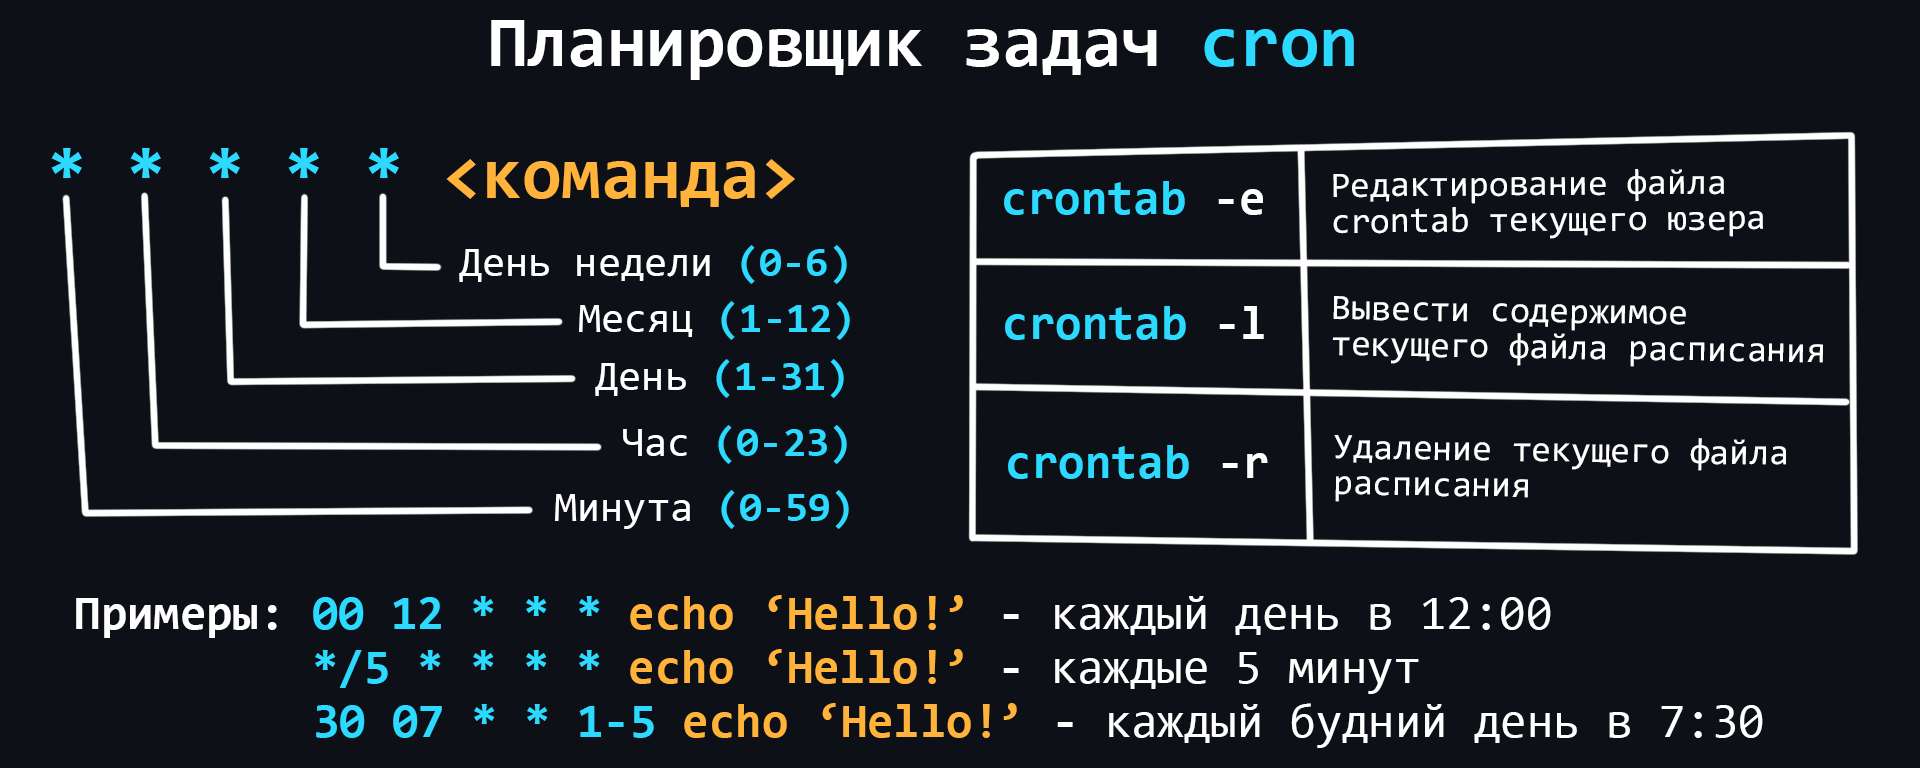 Планировщик задач cron
* * * * * <команда>
День недели (0-6)
Месяц (1-12)
День (1-31)
Час (0-23)
Минута (0-59)
crontab -e
Редактирование файла
crontab текущего юзера
crontab -l
Вывести содержимое
текущего файла расписания
crontab -r
Удаление текущего файла
расписания
Примеры: 00 12 * * * echo ‘Hello!’ - каждый день в 12:00
*/5 * * * * echo ‘Hello!’ - каждые 5 минут
30 07 * * 1-5 echo ‘Hello!’ - каждый будний день в 7:30